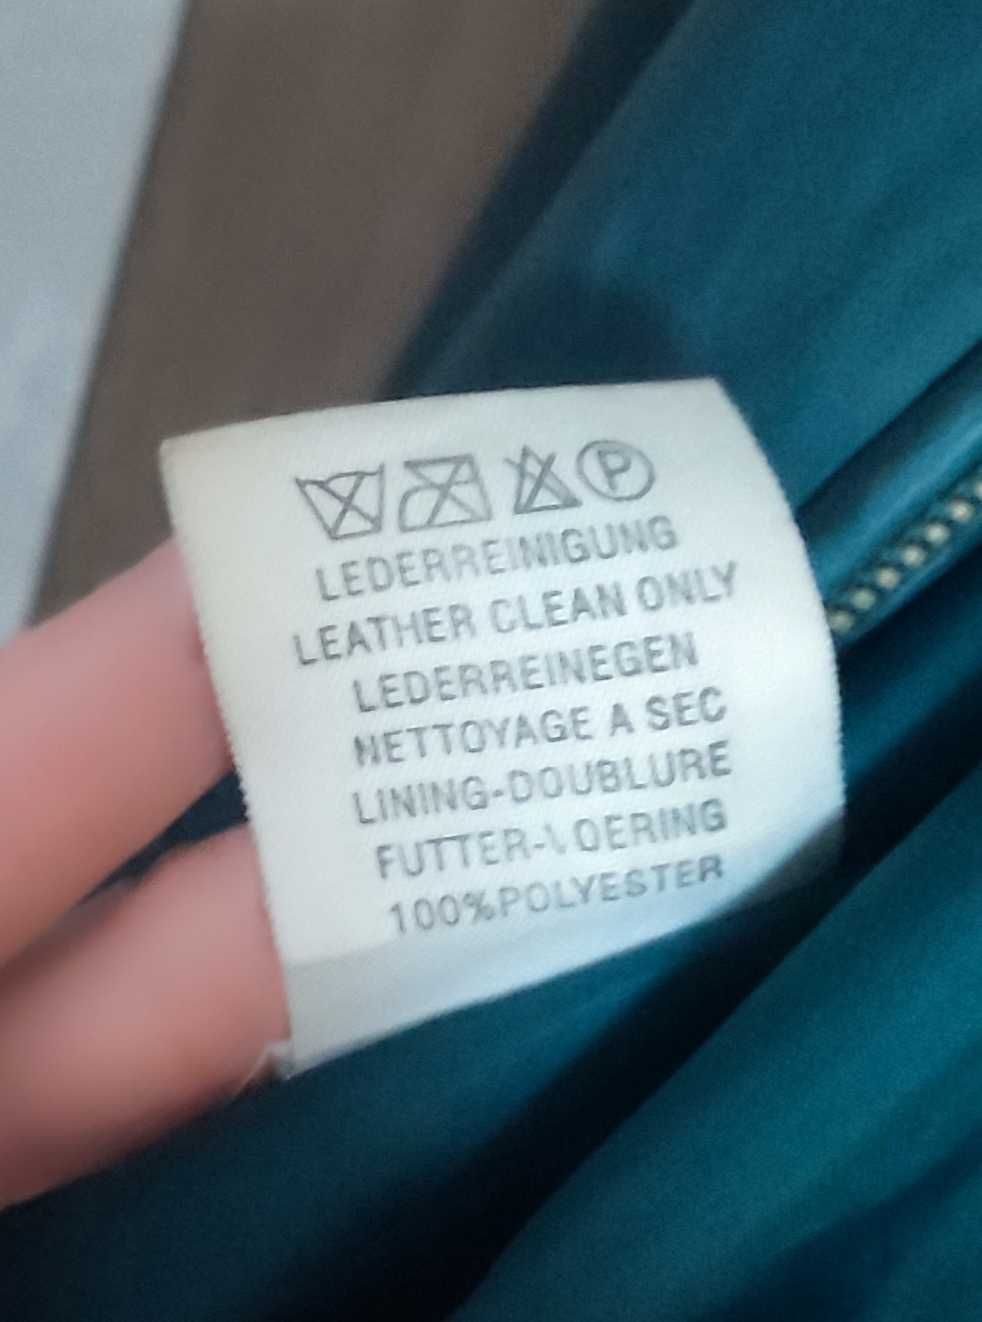 P
LEDERREINIGUNG
LEATHER CLEAN ONLY
LEDERREINEGEN
NETTOYAGE A SEC
LINING-DOUBLURE
FUTTER-VOERING
100%POLYESTER